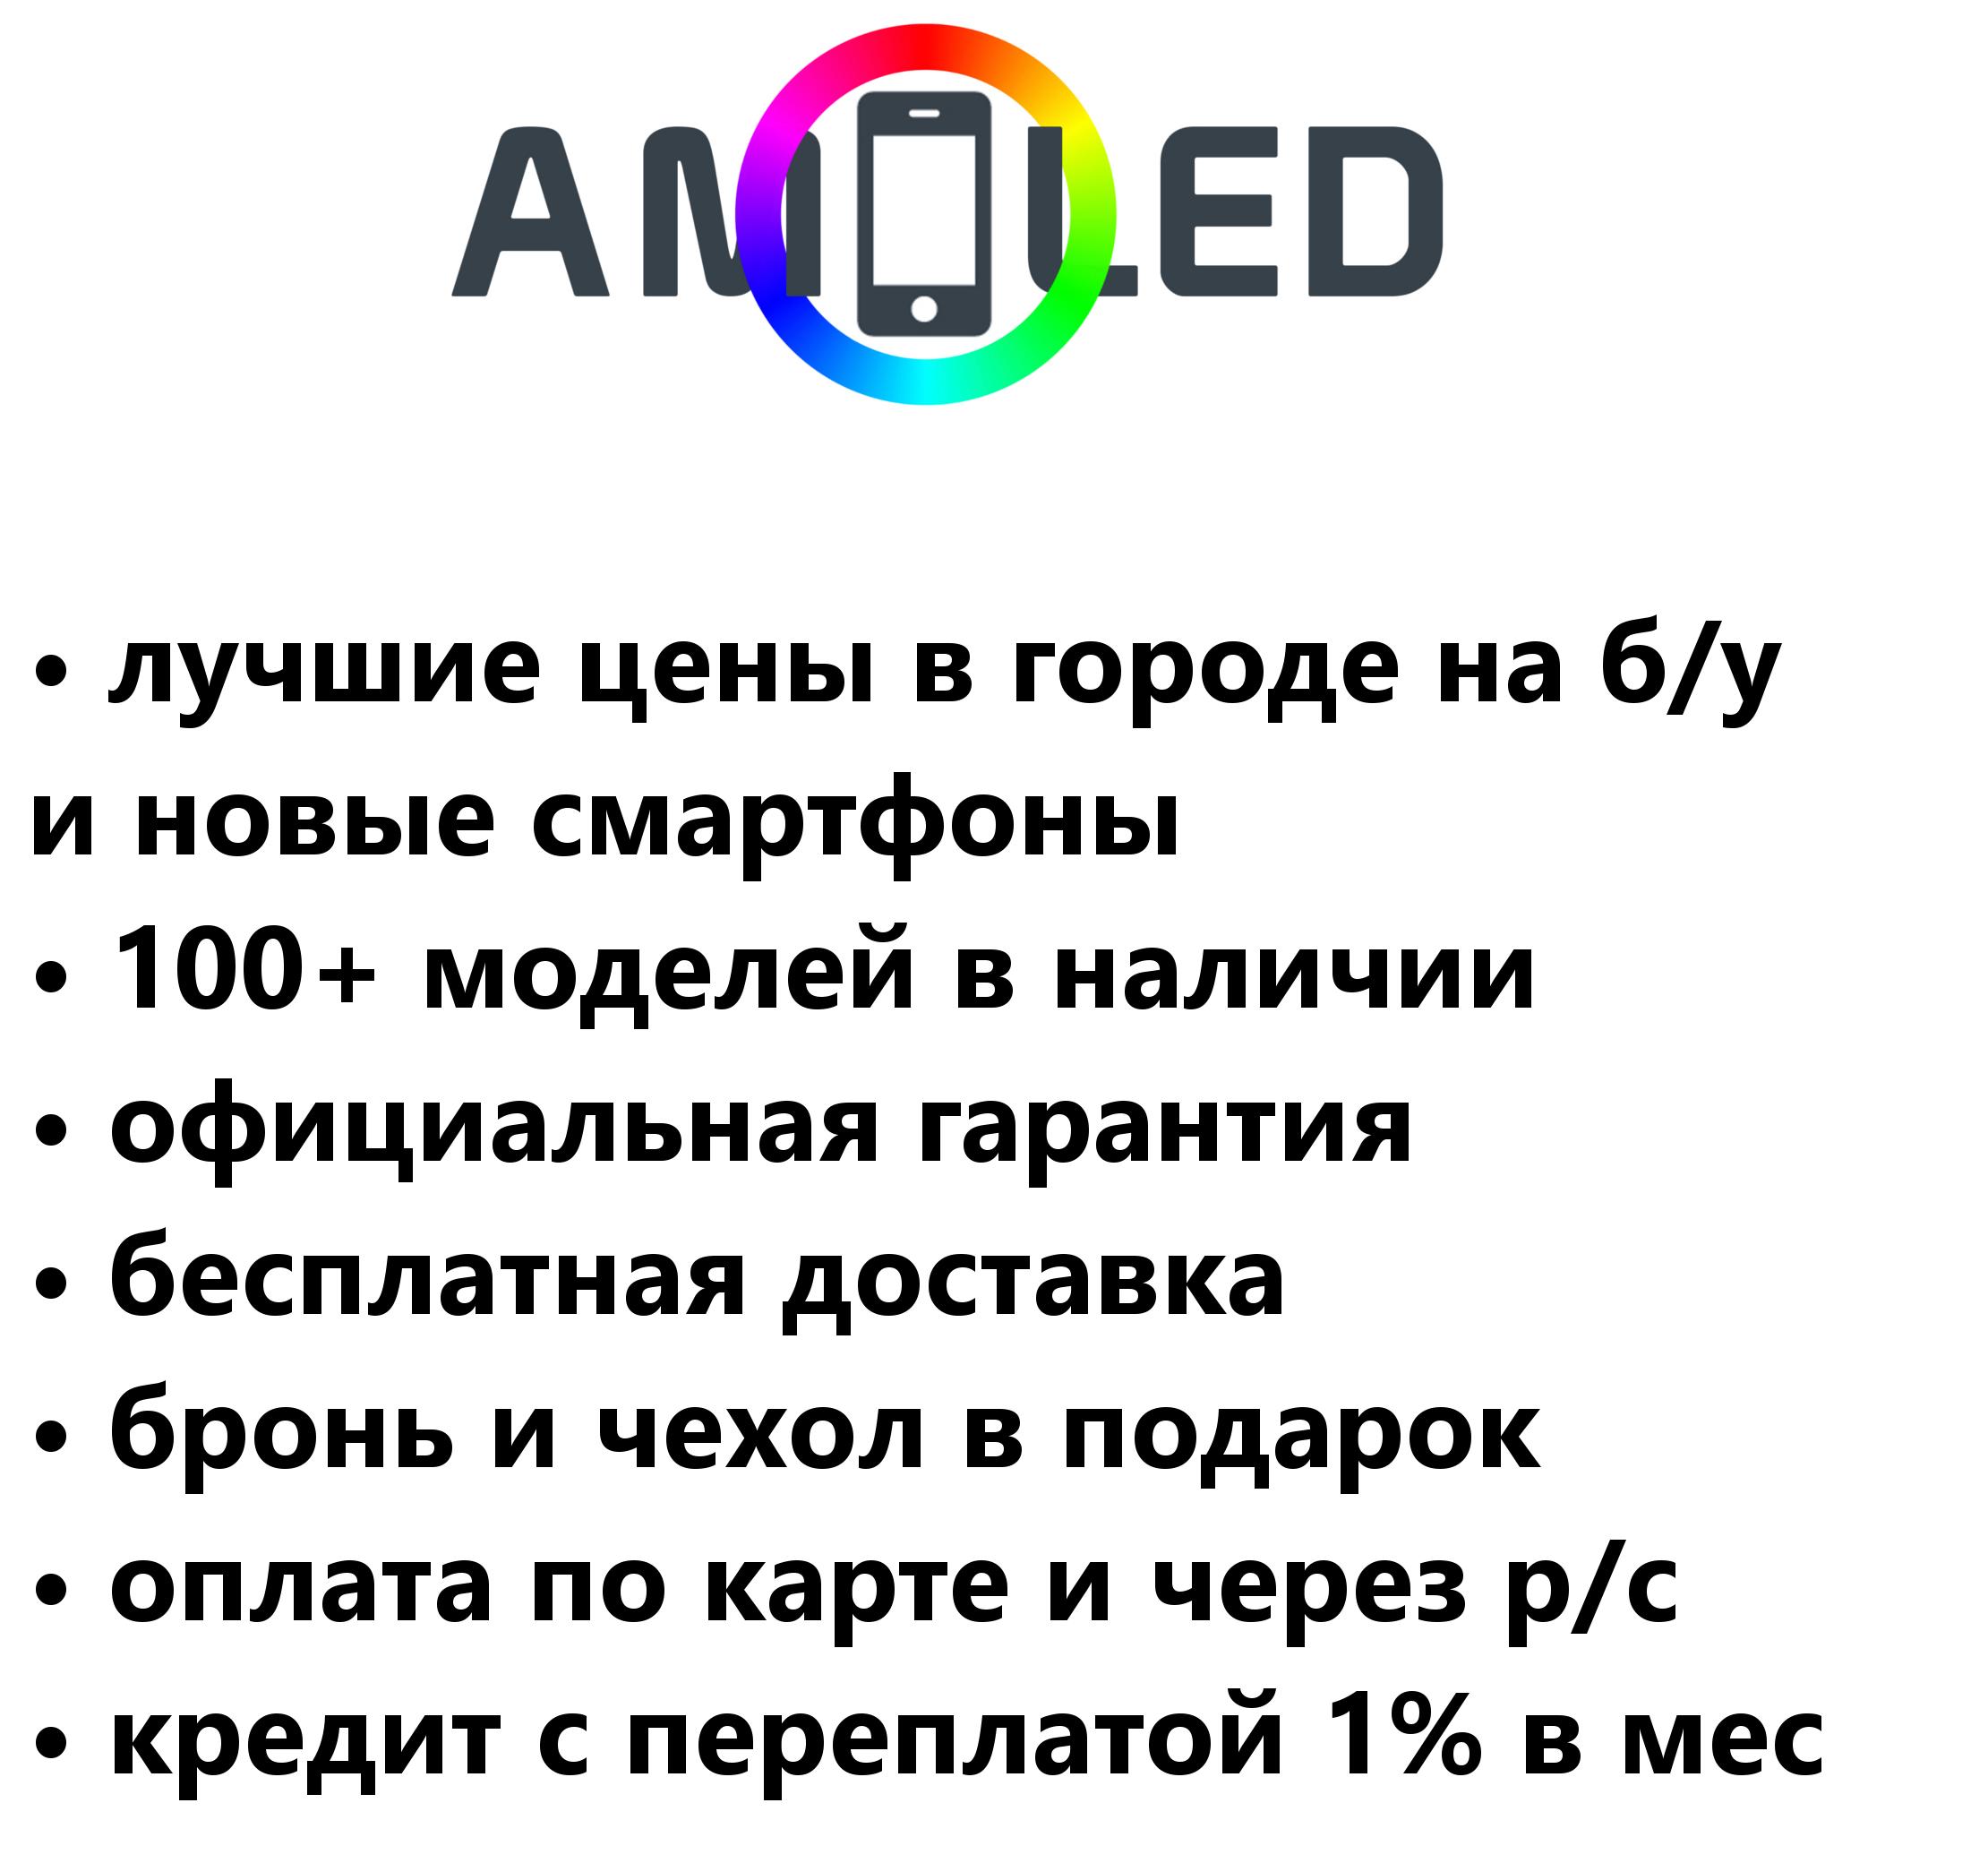 AMOLED
• лучшие цены в городе на б/у
и новые смартфоны
• 100+ моделей в наличии
• официальная гарантия
• бесплатная доставка
• бронь и чехол в подарок
• оплата по карте и через р/с
• кредит с переплатой 1% в мес